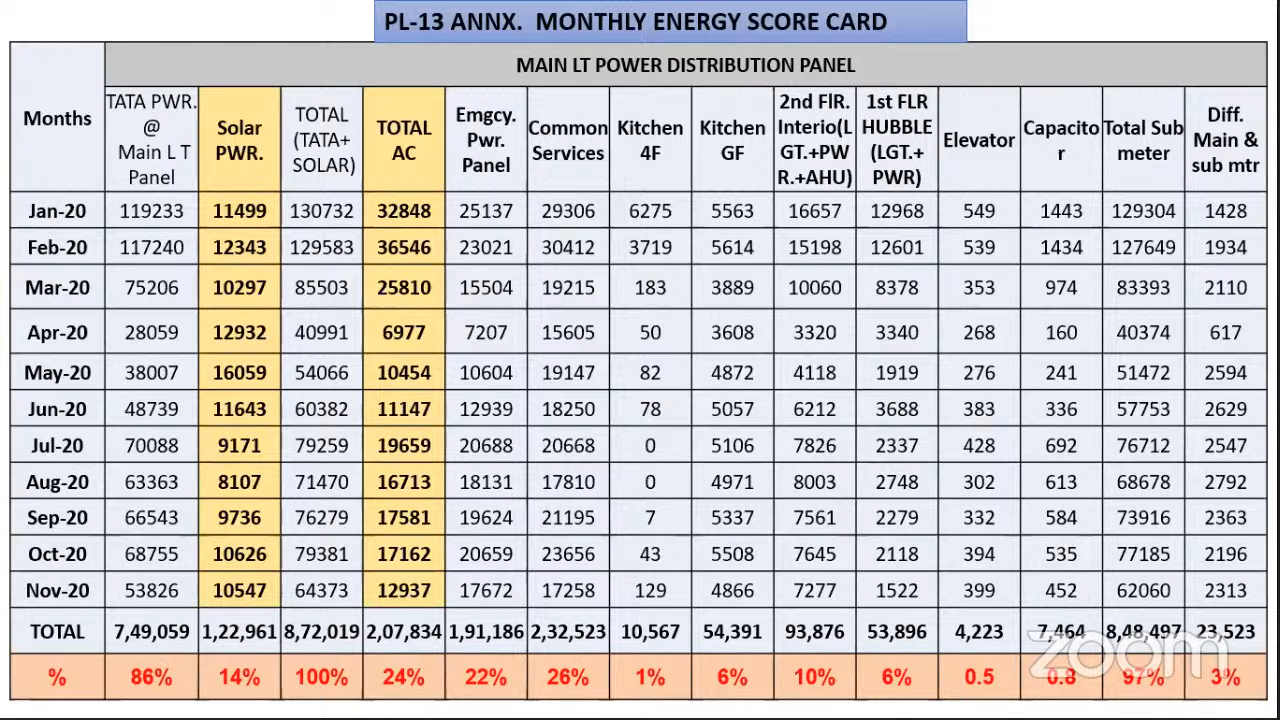 PL-13 ANNX. MONTHLY ENERGY SCORE CARD
MAIN LT POWER DISTRIBUTION PANEL
Months TATA PWR. @ Main L T Panel Solar PWR. TOTAL (TATA+ SOLAR) TOTAL AC Emgcy. Pwr. Panel Common Services Kitchen 4F Kitchen GF 2nd FlR. Interio(L GT.+PW R.+AHU) 1st FLR HUBBLE (LGT.+ PWR) Elevator Capacito r Total Sub meter Diff. Main & sub mtr
Jan-20 119233 11499 130732 32848 25137 29306 6275 5563 16657 12968 549 1443 129304 1428
Feb-20 117240 12343 129583 36546 23021 30412 3719 5614 15198 12601 539 1434 127649 1934
Mar-20 75206 10297 85503 25810 15504 19215 183 3889 10060 8378 353 974 83393 2110
Apr-20 28059 12932 40991 6977 7207 15605 50 3608 3320 3340 268 160 40374 617
May-20 38007 16059 54066 10454 10604 19147 82 4872 4118 1919 276 241 51472 2594
Jun-20 48739 11643 60382 11147 12939 18250 78 5057 6212 3688 383 336 57753 2629
Jul-20 70088 9171 79259 19659 20688 20668 0 5106 7826 2337 428 692 76712 2547
Aug-20 63363 8107 71470 16713 18131 17810 0 4971 8003 2748 302 613 68678 2792
Sep-20 66543 9736 76279 17581 19624 21195 7 5337 7561 2279 332 584 73916 2363
Oct-20 68755 10626 79381 17162 20659 23656 43 5508 7645 2118 394 535 77185 2196
Nov-20 53826 10547 64373 12937 17672 17258 129 4866 7277 1522 399 452 62060 2313
TOTAL 7,49,059 1,22,961 8,72,019 2,07,834 1,91,186 2,32,523 10,567 54,391 93,876 53,896 4,223 7,464 8,48,497 23,523
% 86% 14% 100% 24% 22% 26% 1% 6% 10% 6% 0.5 0.8 97% 3%
zoom